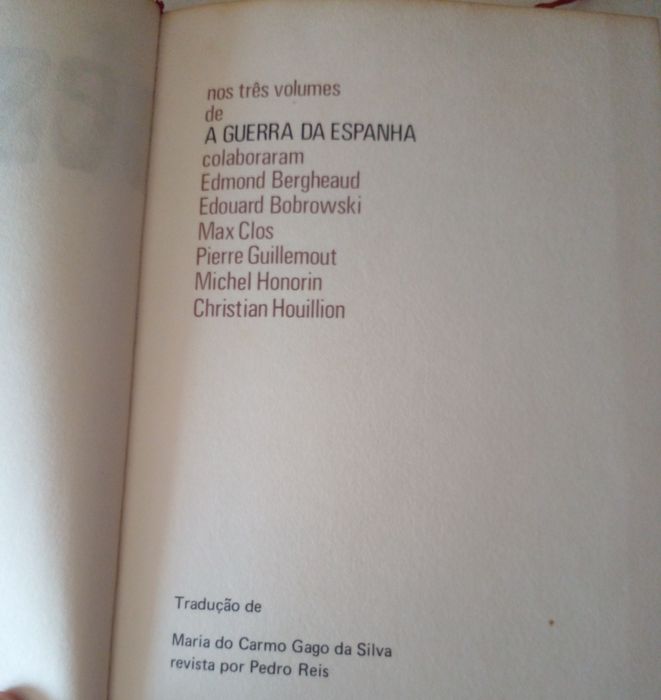 nos três volumes
de
A GUERRA DA ESPANHA
colaboraram
Edmond Bergheaud
Edouard Bobrowski
Max Clos
Pierre Guillemout
Michel Honorin
Christian Houillion
Tradução de
Maria do Carmo Gago da Silva
revista por Pedro Reis